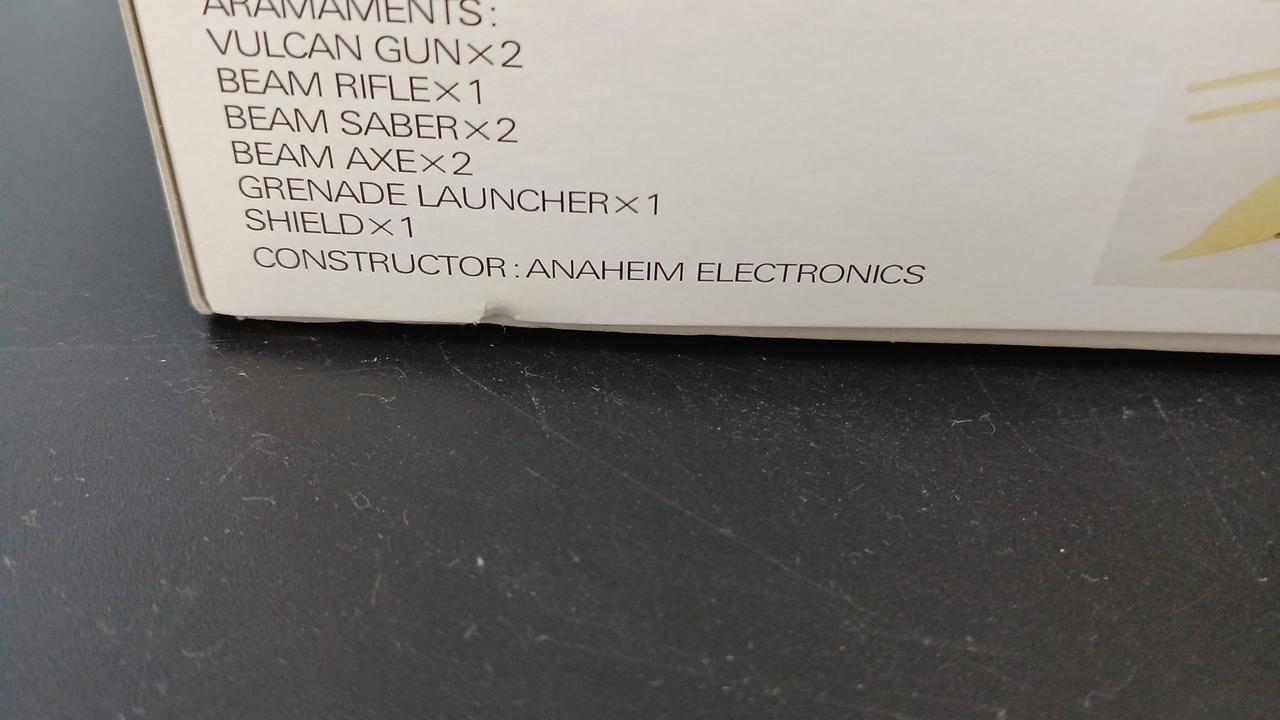 ARAMAMENTS:
VULCAN GUN×2
BEAM RIFLE×1
BEAM SABER×2
BEAM AXE×2
GRENADE LAUNCHER×1
SHIELD×1
CONSTRUCTOR:ANAHEIM ELECTRONICS